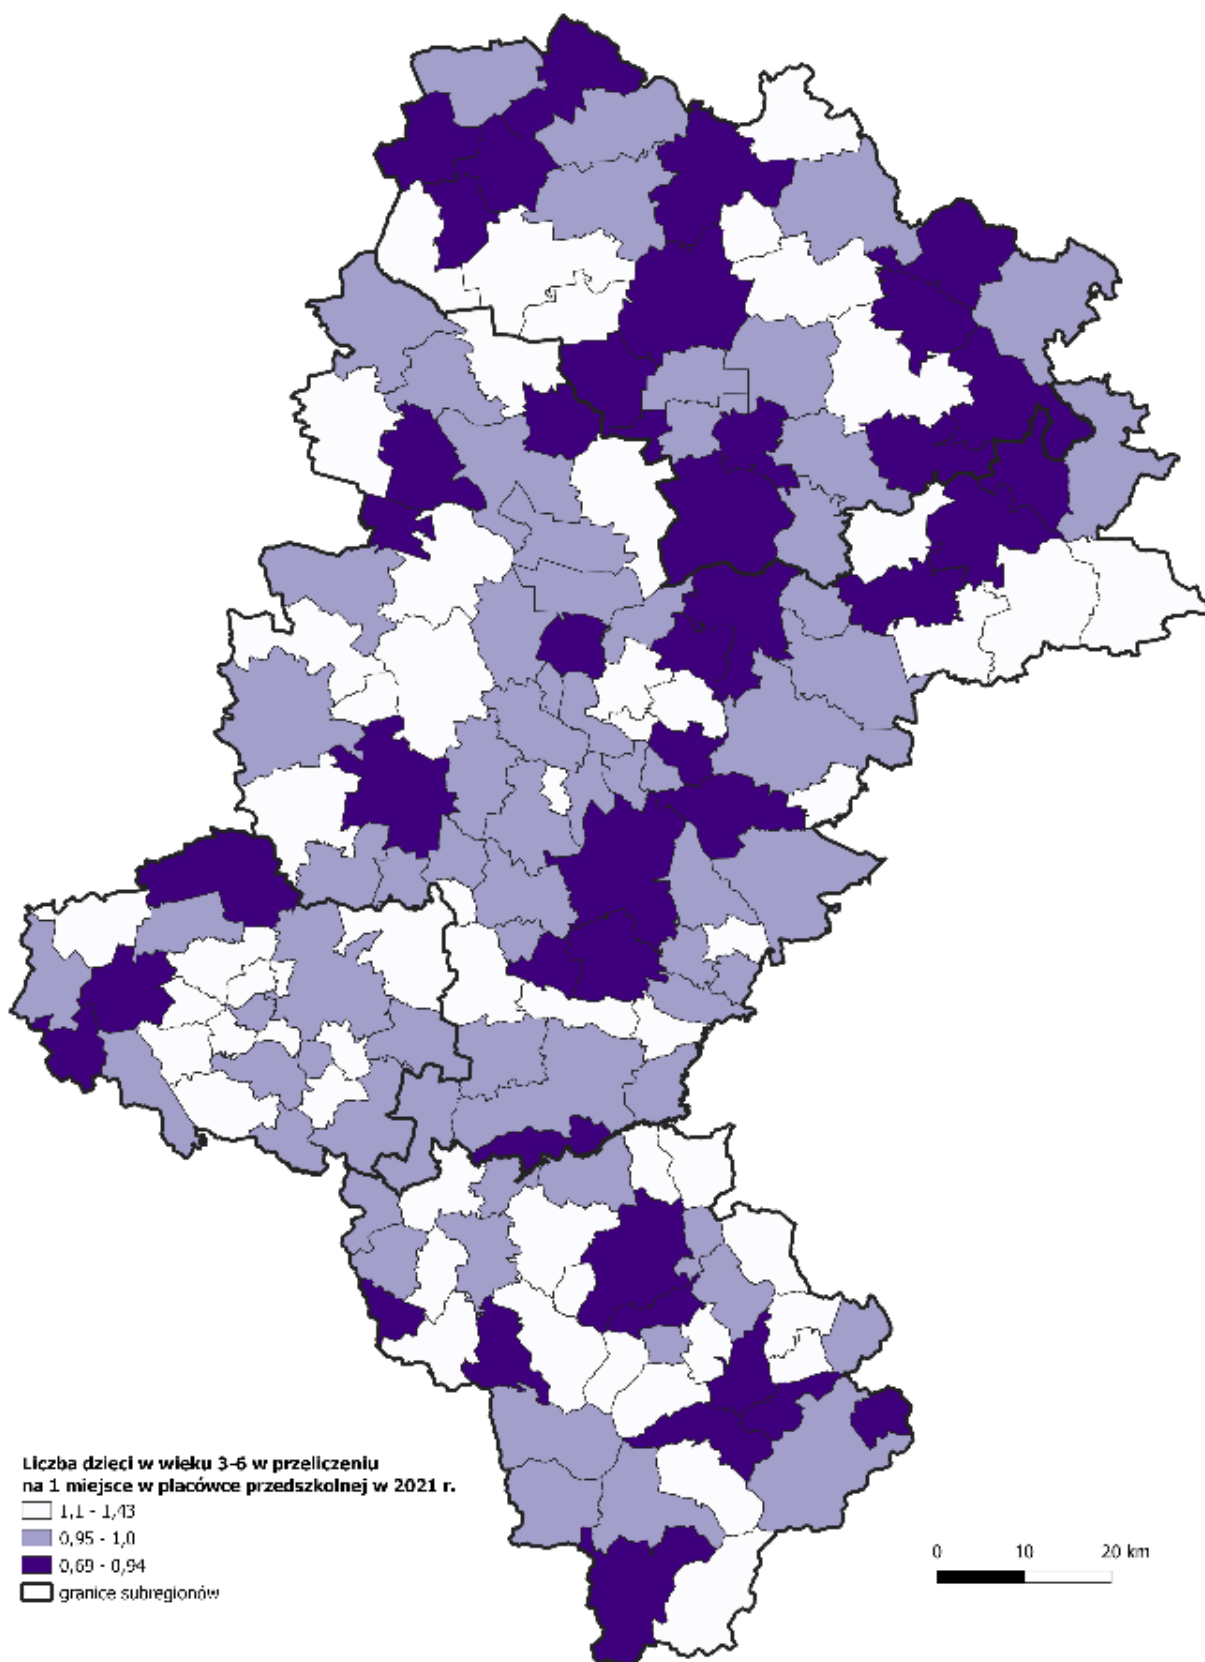 Liczba dzieci w wieku 3-6 w przeliczeniu
na 1 miejsce w placówce przedszkolnej w 2021 r.
1,1 - 1,43
0,95 - 1,0
0,69 - 0,94
granice subregionów
0 10 20 km